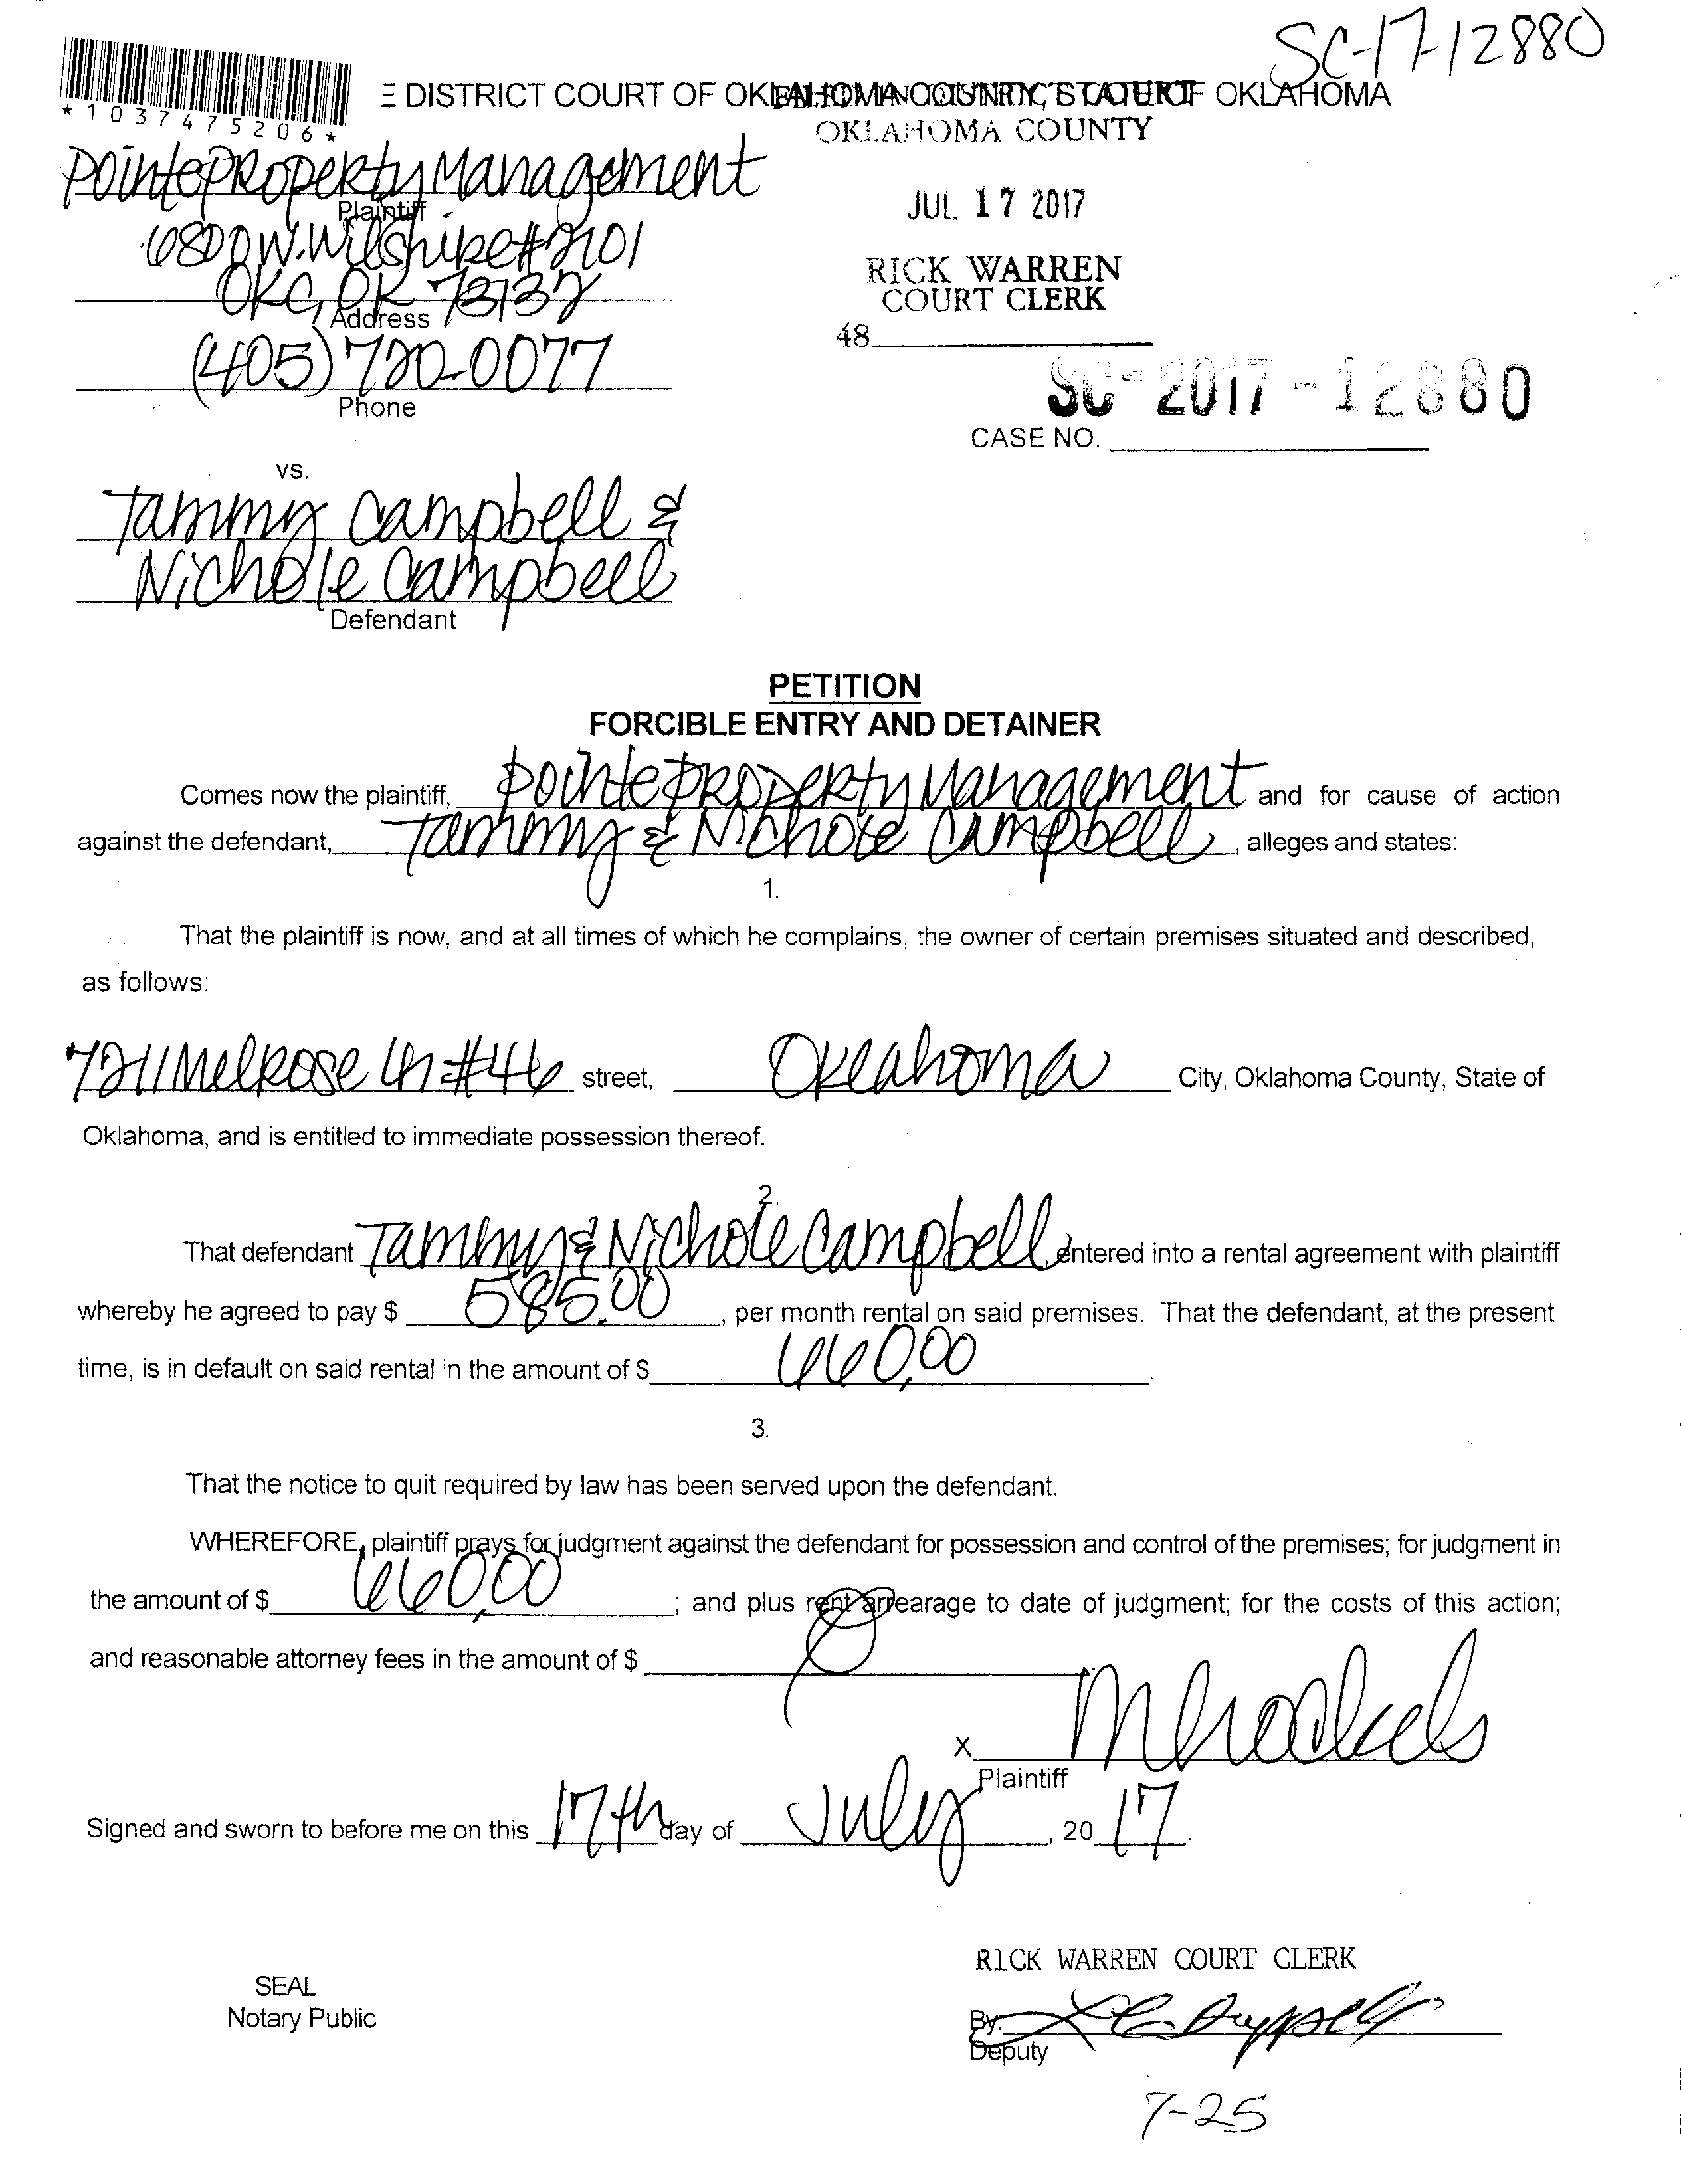 SC-17-12880
*1037475206*
E DISTRICT COURT OF OKLAHOMA COUNTY, STATE OF OKLAHOMA
OKLAHOMA COUNTY
Pointe Property Management
Plaintiff
JUL 17 2017
6800 W. Wilshire #2101
RICK WARREN
OKC, OK 73132
COURT CLERK
Address
48
(405) 720-0077
Phone
SC-2017-12880
CASE NO.
vs.
Tammy Campbell &
Nichole Campbell
Defendant
PETITION
FORCIBLE ENTRY AND DETAINER
Comes now the plaintiff, Pointe Property Management and for cause of action
against the defendant, Tammy & Nichole Campbell, alleges and states:
1.
That the plaintiff is now, and at all times of which he complains, the owner of certain premises situated and described,
as follows:
7211 Melrose Ln #46 street, Oklahoma City, Oklahoma County, State of
Oklahoma, and is entitled to immediate possession thereof.
2.
That defendant Tammy & Nichole Campbell entered into a rental agreement with plaintiff
whereby he agreed to pay $ 585.00, per month rental on said premises. That the defendant, at the present
time, is in default on said rental in the amount of $ 660.00
3.
That the notice to quit required by law has been served upon the defendant.
WHEREFORE, plaintiff prays for judgment against the defendant for possession and control of the premises; for judgment in
the amount of $ 660.00; and plus rent arrearage to date of judgment; for the costs of this action;
and reasonable attorney fees in the amount of $
X
Plaintiff
Signed and sworn to before me on this 17th day of July, 20 17.
RICK WARREN COURT CLERK
SEAL
Notary Public
By:
Deputy
7-25